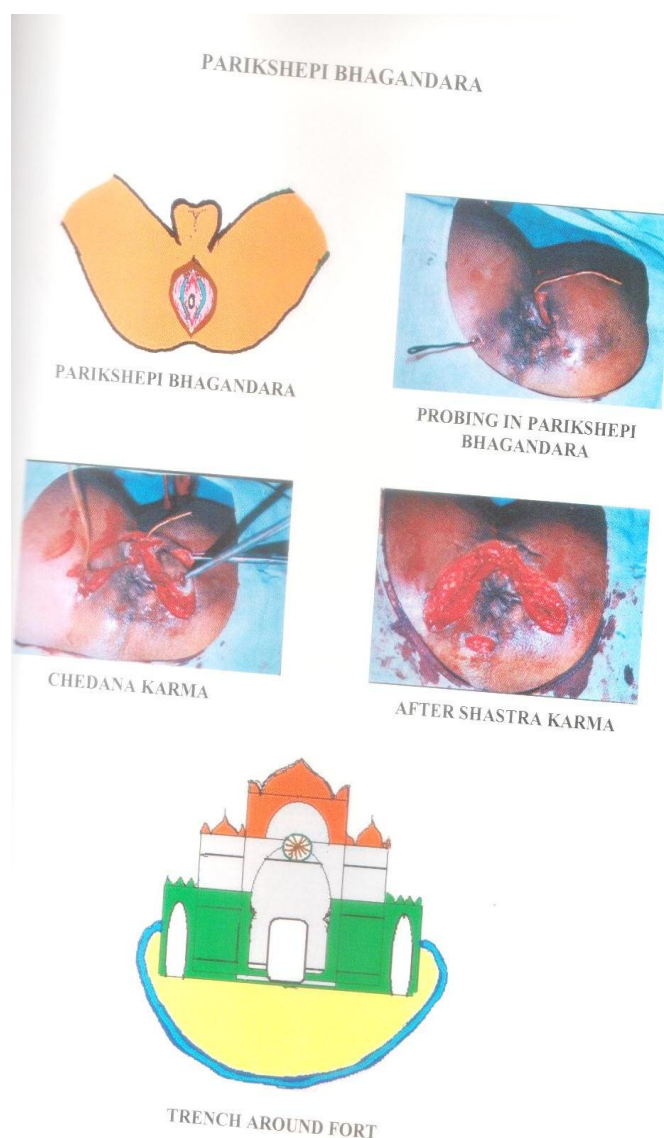 PARIKSHEPI BHAGANDARA
PARIKSHEPI BHAGANDARA
PROBING IN PARIKSHEPI
BHAGANDARA
CHEDANA KARMA
AFTER SHASTRA KARMA
TRENCH AROUND FORT